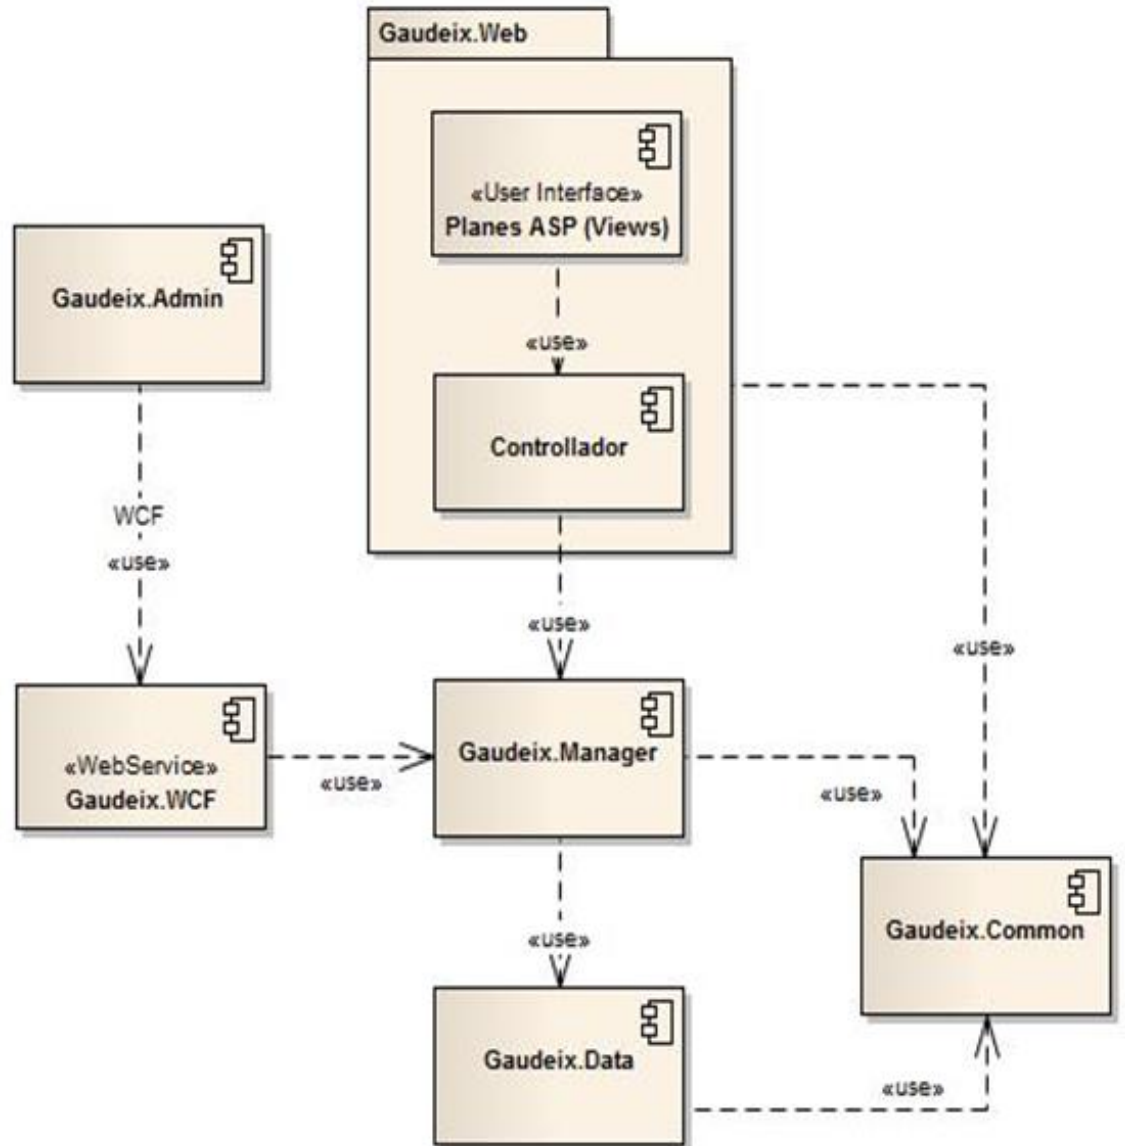 Gaudeix.Web
«User Interface»
Planes ASP (Views)
Gaudeix.Admin
«use»
Controllador
WCF
«use»
«use»
«use»
«WebService»
Gaudeix.WCF
«use»
Gaudeix.Manager
«use»
Gaudeix.Common
«use»
Gaudeix.Data
«use»